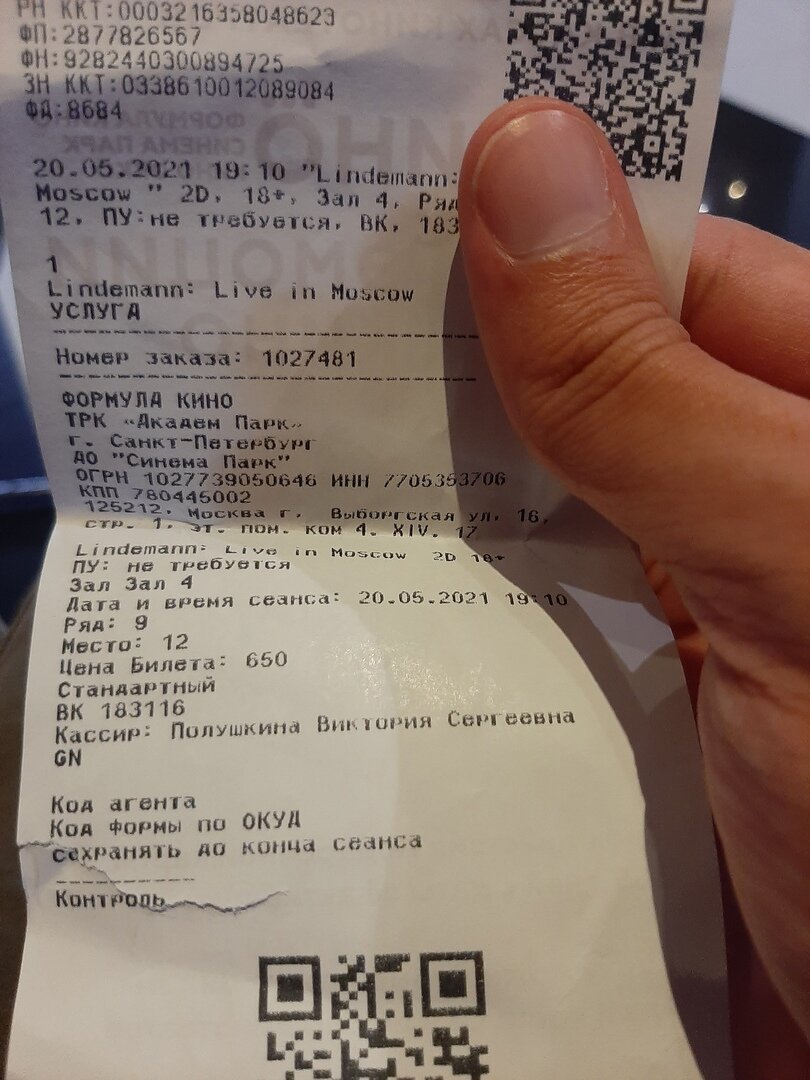 РН ККТ:0003216358048623
ФП:2877826567
ФН:9282440300894725
ЗН ККТ:0338610012089084
ФД:8684
20.05.2021 19:10 "Lindemann:
Moscow " 2D, 18+, Зал 4, Ряд
12, ПУ:не требуется, ВК, 183
1
Lindemann: Live in Moscow
УСЛУГА
Номер заказа: 1027481
ФОРМУЛА КИНО
ТРК «Академ Парк»
г. Санкт-Петербург
ДО "Синема Парк"
ОГРН 1027739050646 ИНН 7705353706
КПП 780445002
125212, Москва г, Выборгская ул, 16,
стр. 1, эт. пом. ком 4. XIV. 17
Lindemann: Live in Moscow 2D 18+
ПУ: не требуется
Зал Зал 4
Дата и время сеанса: 20.05.2021 19:10
Ряд: 9
Место: 12
Цена Билета: 650
Стандартный
ВК 183116
Кассир: Полушкина Виктория Сергеевна
GN
Код агента
Код формы по ОКУД
сохранять до конца сеанса
Контроль